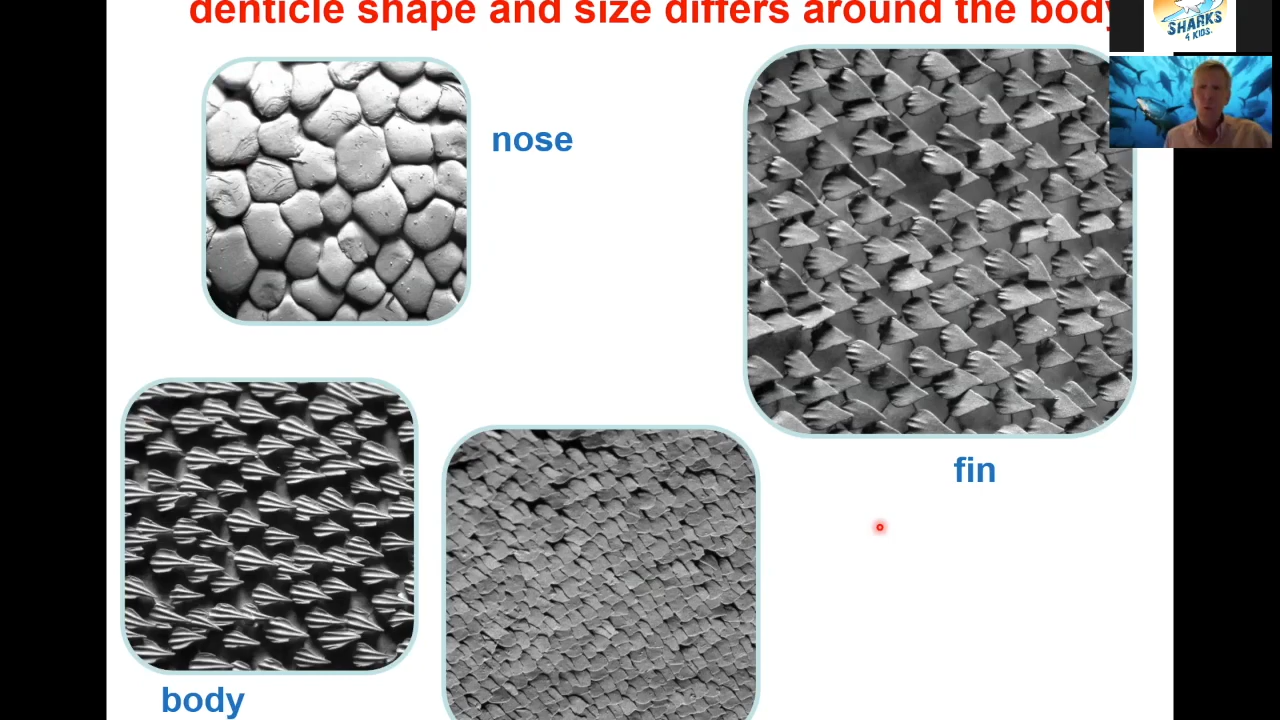 denticle shape and size differs around the body
SHARKS
4 KIDS.
nose
fin
body